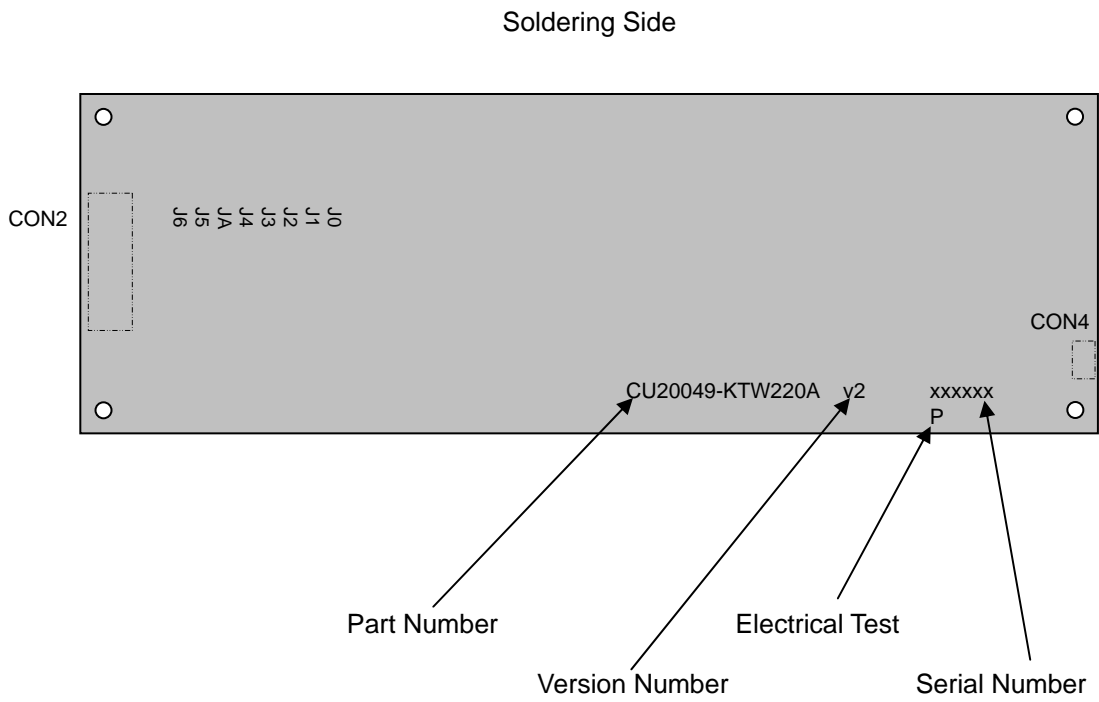 Soldering Side
CON2
J6 J5 JA J4 J3 J2 J1 J0
CON4
CU20049-KTW220A v2 xxxxxx
P
Part Number
Electrical Test
Version Number
Serial Number